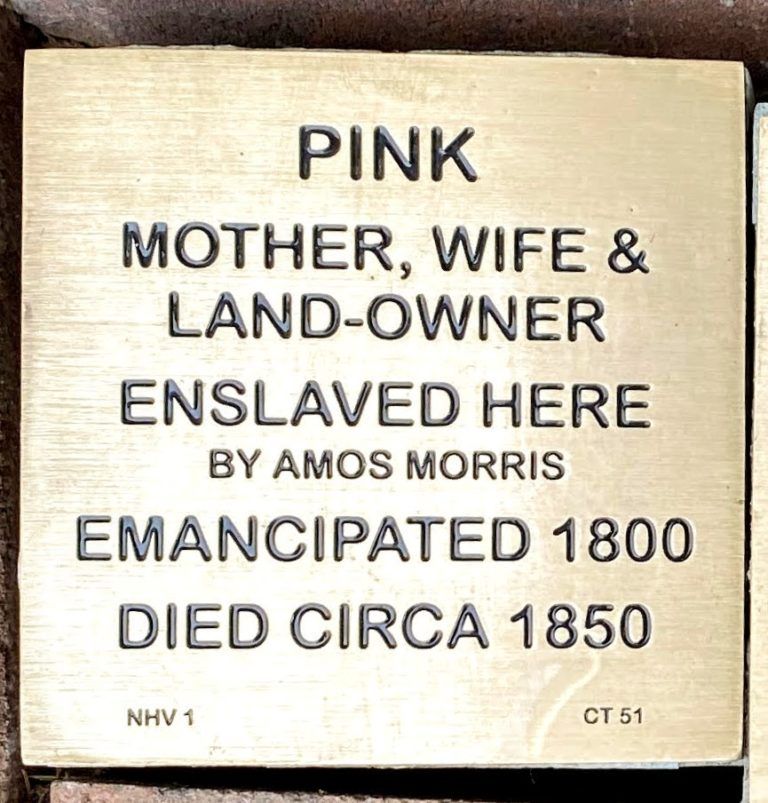 PINK
MOTHER, WIFE &
LAND-OWNER
ENSLAVED HERE
BY AMOS MORRIS
EMANCIPATED 1800
DIED CIRCA 1850
NHV 1 CT 51